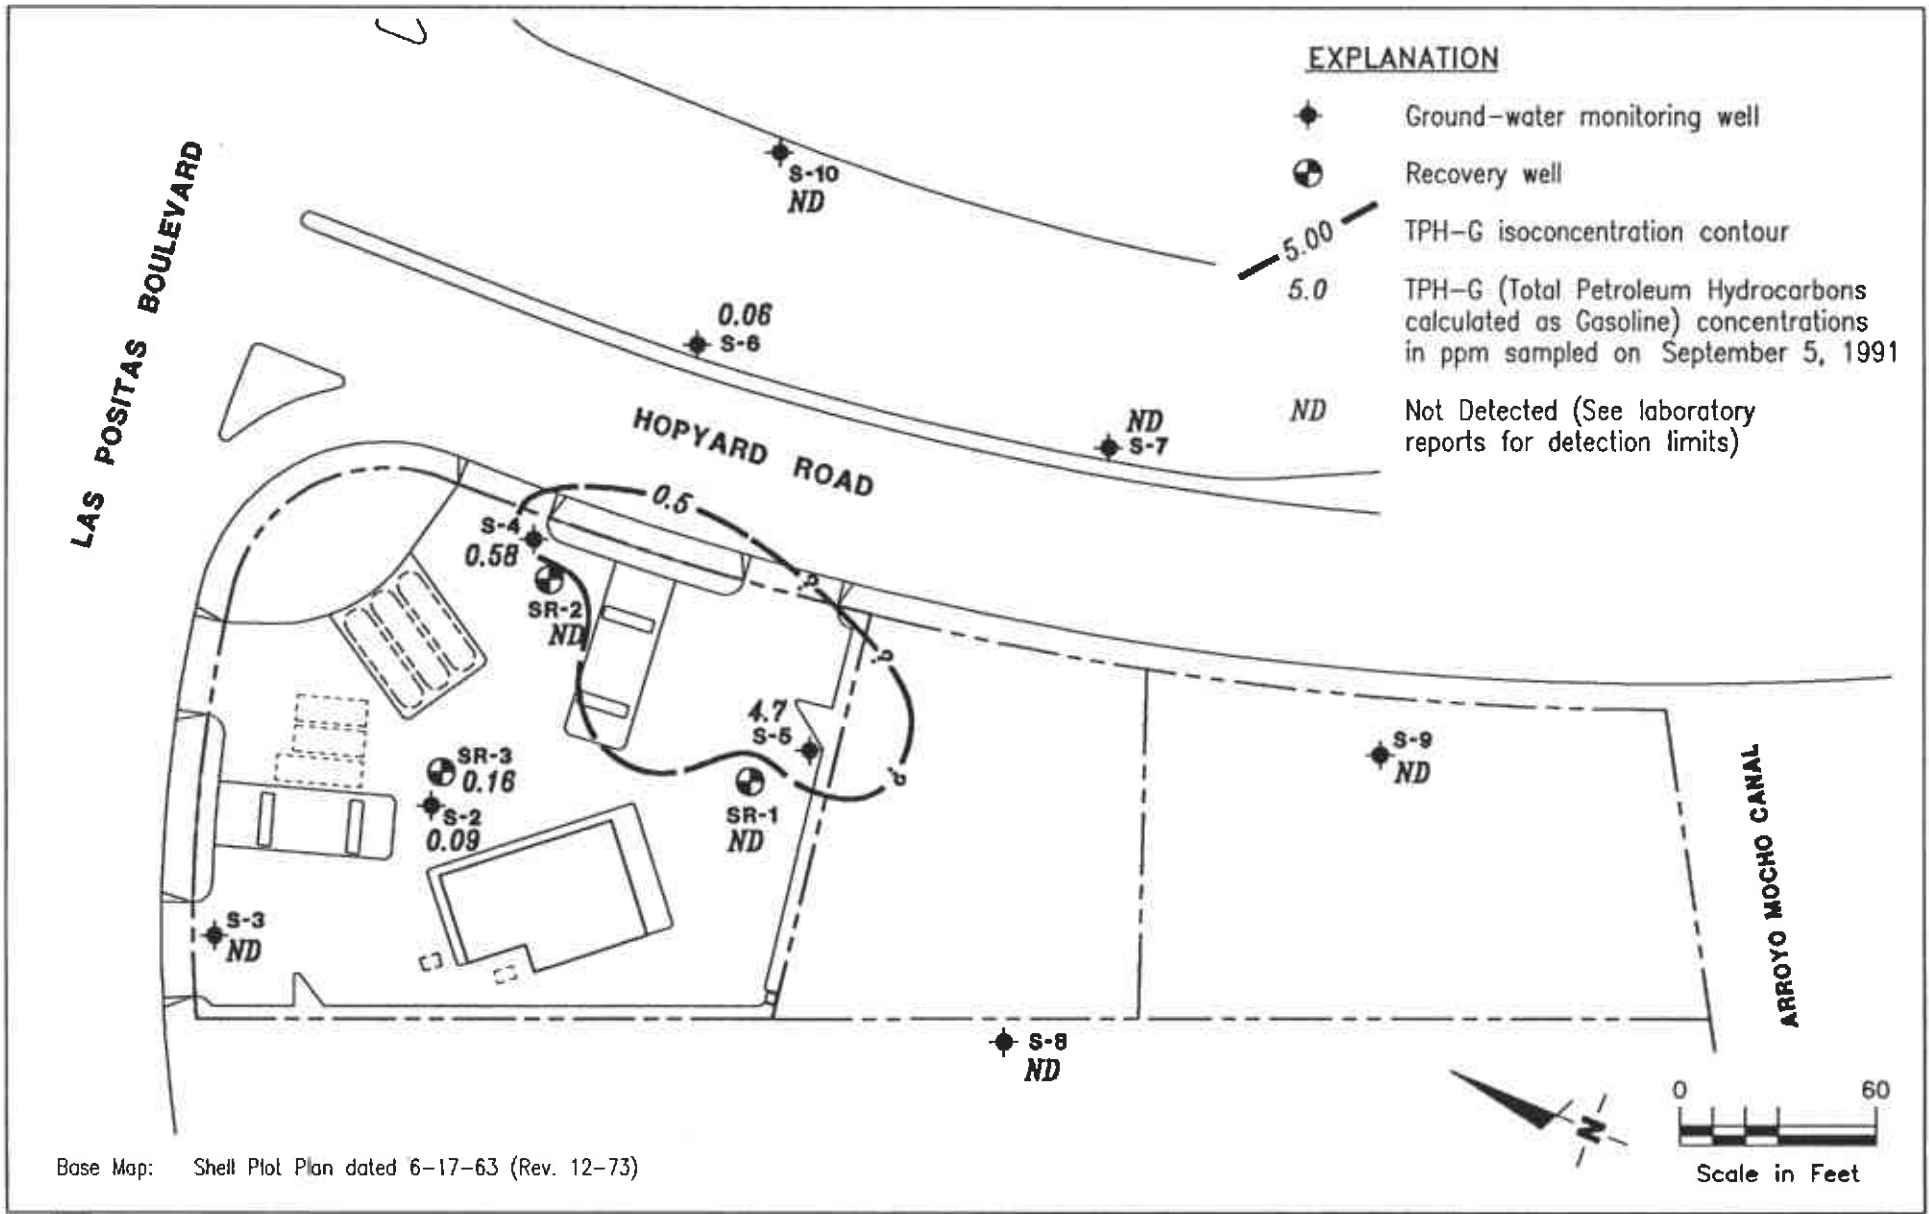 EXPLANATION
Ground-water monitoring well
Recovery well
5.00
TPH-G isoconcentration contour
5.0
TPH-G (Total Petroleum Hydrocarbons
calculated as Gasoline) concentrations
in ppm sampled on September 5, 1991
ND
Not Detected (See laboratory
reports for detection limits)
LAS POSITAS BOULEVARD
S-10
ND
0.06
S-6
HOPYARD ROAD
ND
S-7
0.5
S-4
0.58
SR-2
ND
?
?
?
4.7
S-5
SR-1
ND
SR-3
0.16
S-2
0.09
S-3
ND
S-9
ND
S-8
ND
ARROYO MOCHO CANAL
N
0 60
Scale in Feet
Base Map: Shell Plot Plan dated 6-17-63 (Rev. 12-73)